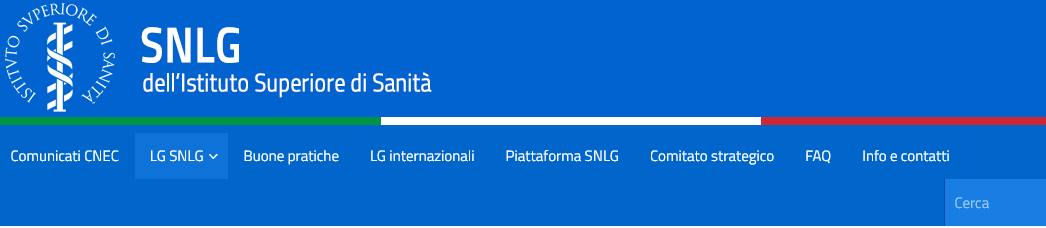 ISTITVTO SVPERIORE DI SANITÀ
SNLG
dell'Istituto Superiore di Sanità
Comunicati CNEC LG SNLG Buone pratiche LG internazionali Piattaforma SNLG Comitato strategico FAQ Info e contatti
Cerca